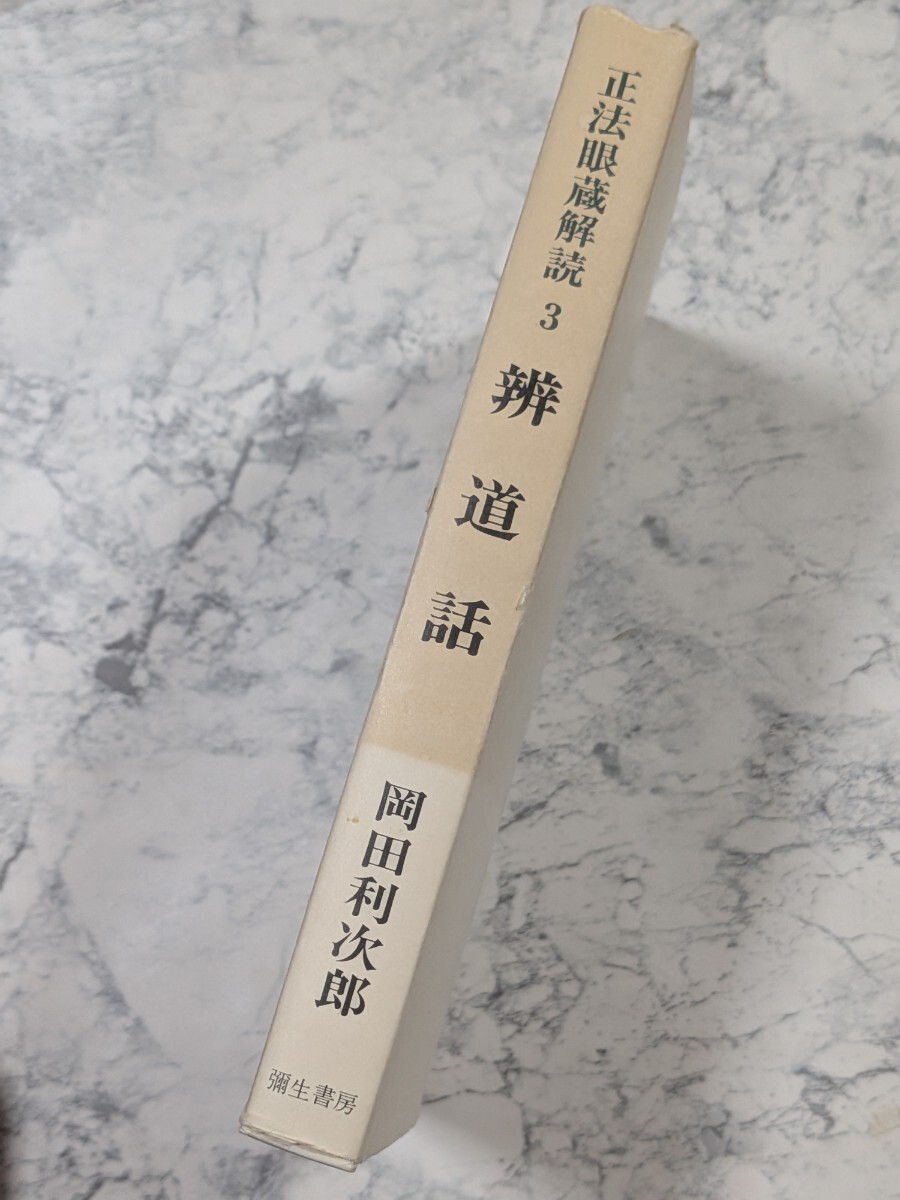 正法眼蔵解読 3
辨道話
岡田利次郎
彌生書房